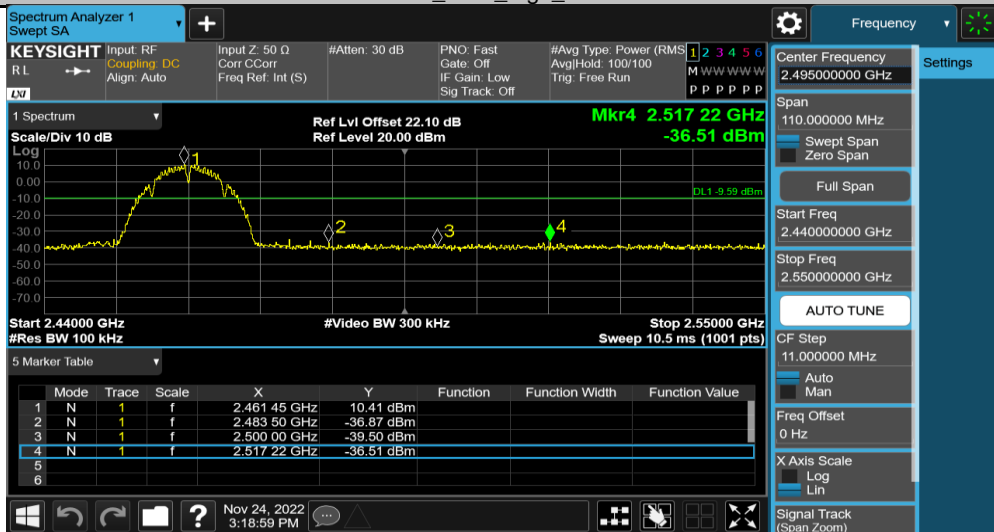 Spectrum Analyzer 1
Swept SA
Frequency
KEYSIGHT
RL
LXI
Input: RF
Coupling: DC
Align: Auto
Input Z: 50 Ω
Corr CCorr
Freq Ref: Int (S)
#Atten: 30 dB
PNO: Fast
Gate: Off
IF Gain: Low
Sig Track: Off
#Avg Type: Power (RMS
Avg|Hold: 100/100
Trig: Free Run
1 2 3 4 5 6
M W W W W W
P P P P P P
1 Spectrum
Scale/Div 10 dB
Ref Lvl Offset 22.10 dB
Ref Level 20.00 dBm
Mkr4 2.517 22 GHz
-36.51 dBm
Log
10.0
0.00
-10.0
-20.0
-30.0
-40.0
-50.0
-60.0
-70.0
1
2
3
4
DL1 -9.59 dBm
Start 2.44000 GHz
#Res BW 100 kHz
#Video BW 300 kHz
Stop 2.55000 GHz
Sweep 10.5 ms (1001 pts)
5 Marker Table
Mode Trace Scale X Y Function Function Width Function Value
1 N 1 f 2.461 45 GHz 10.41 dBm
2 N 1 f 2.483 50 GHz -36.87 dBm
3 N 1 f 2.500 00 GHz -39.50 dBm
4 N 1 f 2.517 22 GHz -36.51 dBm
5
6
Nov 24, 2022
3:18:59 PM
Center Frequency
2.495000000 GHz
Settings
Span
110.000000 MHz
Swept Span
Zero Span
Full Span
Start Freq
2.440000000 GHz
Stop Freq
2.550000000 GHz
AUTO TUNE
CF Step
11.000000 MHz
Auto
Man
Freq Offset
0 Hz
X Axis Scale
Log
Lin
Signal Track
(Span Zoom)